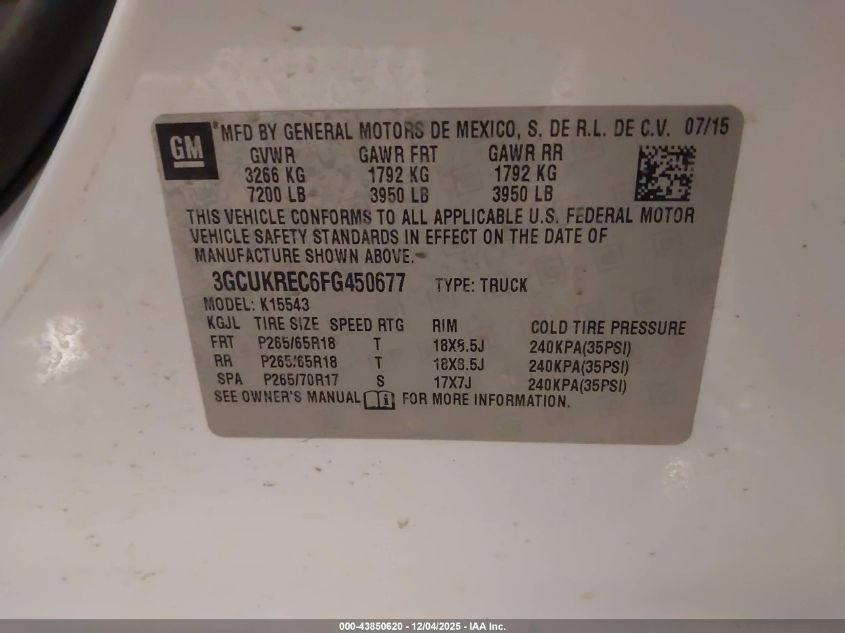 GM
*MFD BY GENERAL MOTORS DE MEXICO, S. DE R.L. DE C.V. 07/15
GVWR GAWR FRT GAWR RR
3266 KG 1792 KG 1792 KG
7200 LB 3950 LB 3950 LB
THIS VEHICLE CONFORMS TO ALL APPLICABLE U.S. FEDERAL MOTOR
VEHICLE SAFETY STANDARDS IN EFFECT ON THE DATE OF
MANUFACTURE SHOWN ABOVE.
3GCUKREC6FG450677 TYPE: TRUCK
MODEL: K15543
KGJL TIRE SIZE SPEED RTG RIM COLD TIRE PRESSURE
FRT P265/65R18 T 18X8.5J 240KPA(35PSI)
RR P265/65R18 T 18X8.5J 240KPA(35PSI)
SPA P265/70R17 S 17X7J 240KPA(35PSI)
SEE OWNER'S MANUAL i FOR MORE INFORMATION.
000-43850620 - 12/04/2025 - IAA Inc.